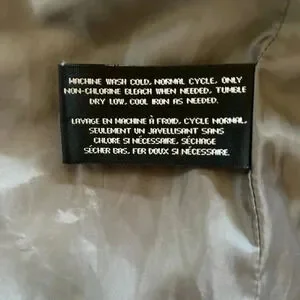 MACHINE WASH COLD, NORMAL CYCLE, ONLY
NON-CHLORINE BLEACH WHEN NEEDED, TUMBLE
DRY LOW, COOL IRON AS NEEDED.
LAVAGE EN MACHINE À FROID, CYCLE NORMAL,
SEULEMENT UN JAVELLISANT SANS
CHLORE SI NÉCESSAIRE, SÉCHAGE
SÉCHER BAS, FER DOUX SI NÉCESSAIRE.